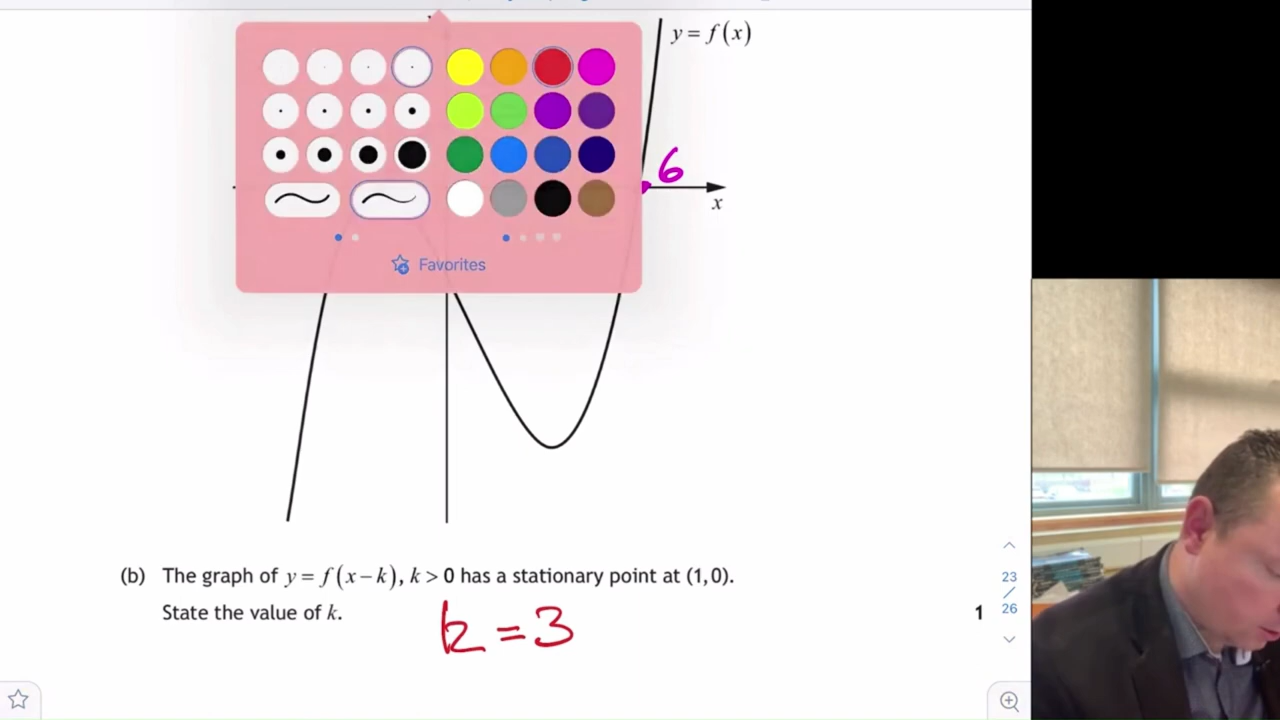 y = f(x)
6
x
Favorites
(b) The graph of y = f(x−k), k > 0 has a stationary point at (1,0).
State the value of k.
1
k = 3
23
/
26